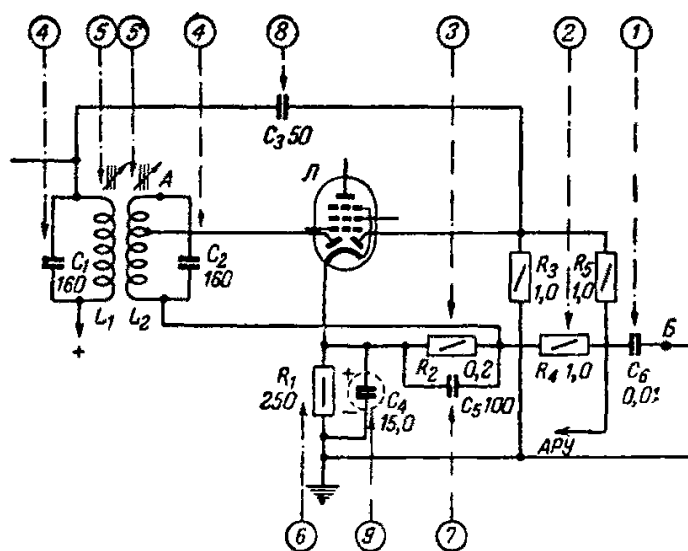 4 5 5 4 8 3 2 1
C₃ 50
Л
А
C₁ 160
L₁
L₂
C₂ 160
R₃ 1,0
R₅ 1,0
Б
+
R₁ 250
+
−
C₄ 15,0
R₂ 0,2
C₅ 100
R₄ 1,0
C₆ 0,01
АРУ
6 9 7